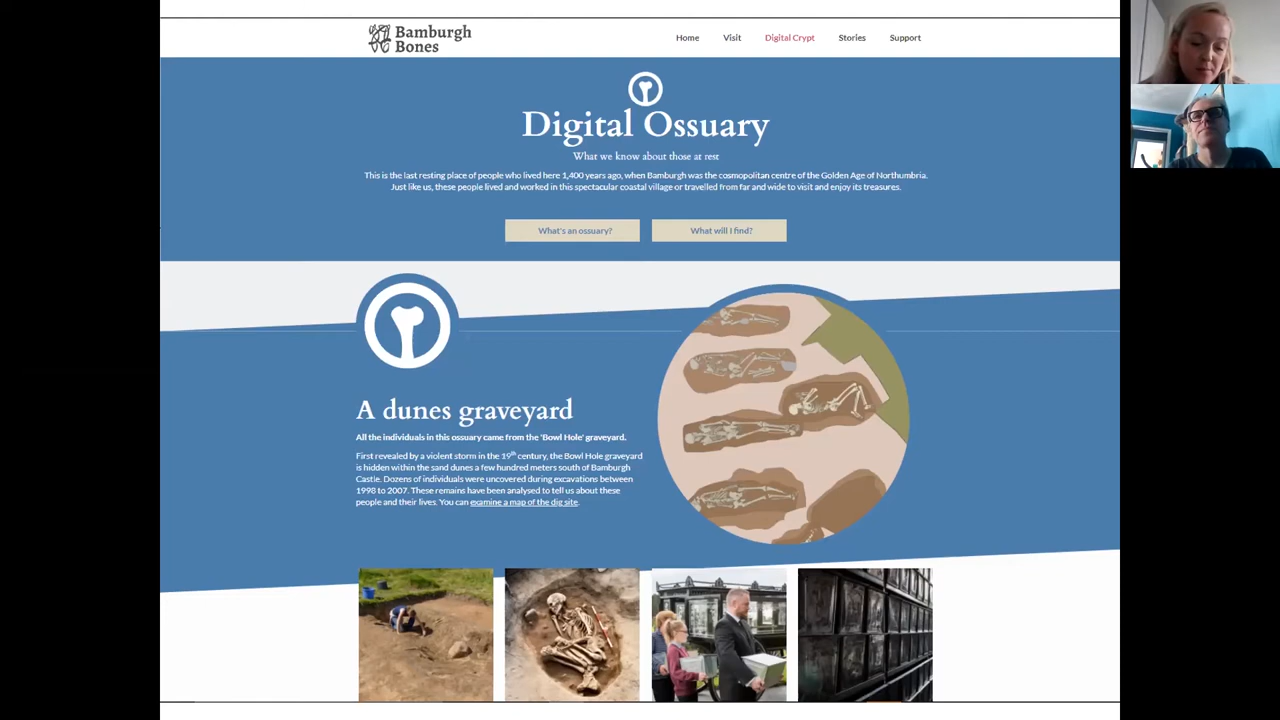 Bamburgh
Bones
Home Visit Digital Crypt Stories Support
Digital Ossuary
What we know about those at rest
This is the last resting place of people who lived here 1,400 years ago, when Bamburgh was the cosmopolitan centre of the Golden Age of Northumbria.
Just like us, these people lived and worked in this spectacular coastal village or travelled from far and wide to visit and enjoy its treasures.
What's an ossuary? What will I find?
A dunes graveyard
All the individuals in this ossuary came from the 'Bowl Hole' graveyard.
First revealed by a violent storm in the 19th century, the Bowl Hole graveyard
is hidden within the sand dunes a few hundred meters south of Bamburgh
Castle. Dozens of individuals were uncovered during excavations between
1998 to 2007. These remains have been analysed to tell us about these
people and their lives. You can examine a map of the dig site.